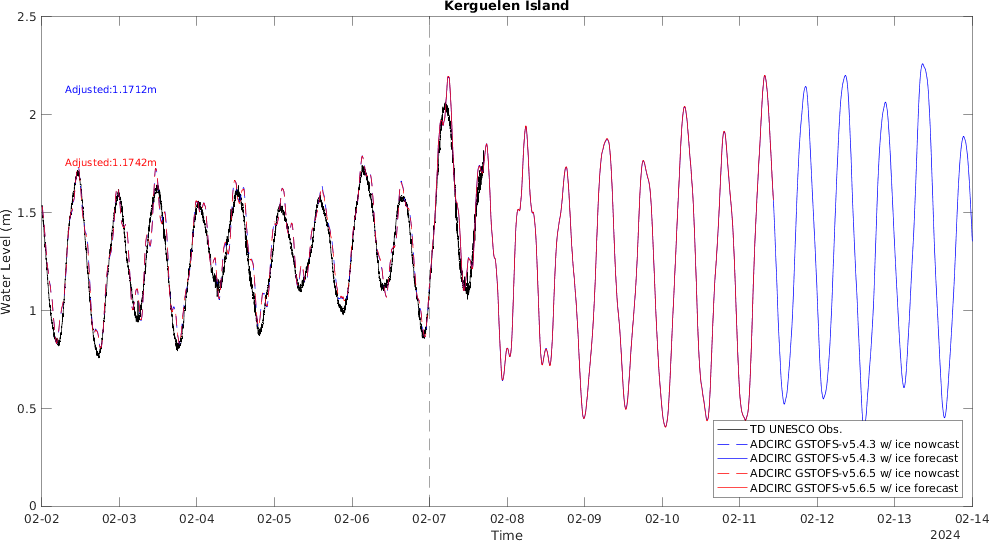 Kerguelen Island
2.5
2
1.5
1
0.5
0
Water Level (m)
Adjusted:1.1712m
Adjusted:1.1742m
TD UNESCO Obs.
ADCIRC GSTOFS-v5.4.3 w/ ice nowcast
ADCIRC GSTOFS-v5.4.3 w/ ice forecast
ADCIRC GSTOFS-v5.6.5 w/ ice nowcast
ADCIRC GSTOFS-v5.6.5 w/ ice forecast
02-02 02-03 02-04 02-05 02-06 02-07 02-08 02-09 02-10 02-11 02-12 02-13 02-14
Time
2024